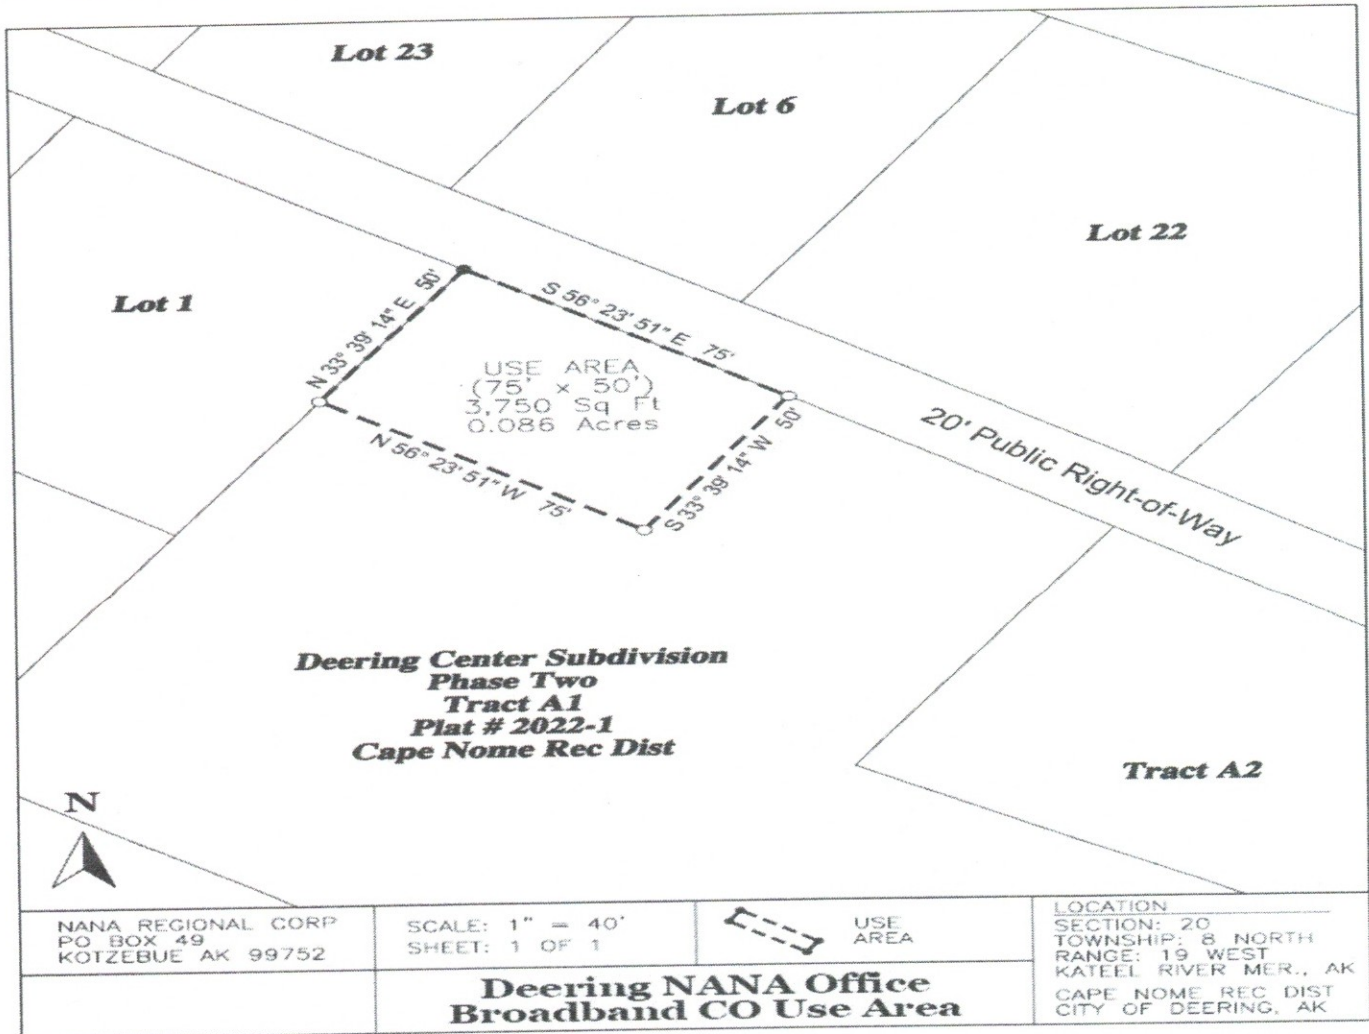 Lot 23
Lot 6
Lot 22
Lot 1
N 33° 39' 14" E 50'
S 56° 23' 51" E 75'
USE AREA
(75' x 50')
3,750 Sq Ft
0.086 Acres
N 56° 23' 51" W 75'
S 33° 39' 14" W 50'
20' Public Right-of-Way
Deering Center Subdivision
Phase Two
Tract A1
Plat # 2022-1
Cape Nome Rec Dist
Tract A2
N
NANA REGIONAL CORP
PO BOX 49
KOTZEBUE AK 99752
SCALE: 1" = 40'
SHEET: 1 OF 1
USE
AREA
Deering NANA Office
Broadband CO Use Area
LOCATION
SECTION: 20
TOWNSHIP: 8 NORTH
RANGE: 19 WEST
KATEEL RIVER MER., AK
CAPE NOME REC DIST
CITY OF DEERING, AK